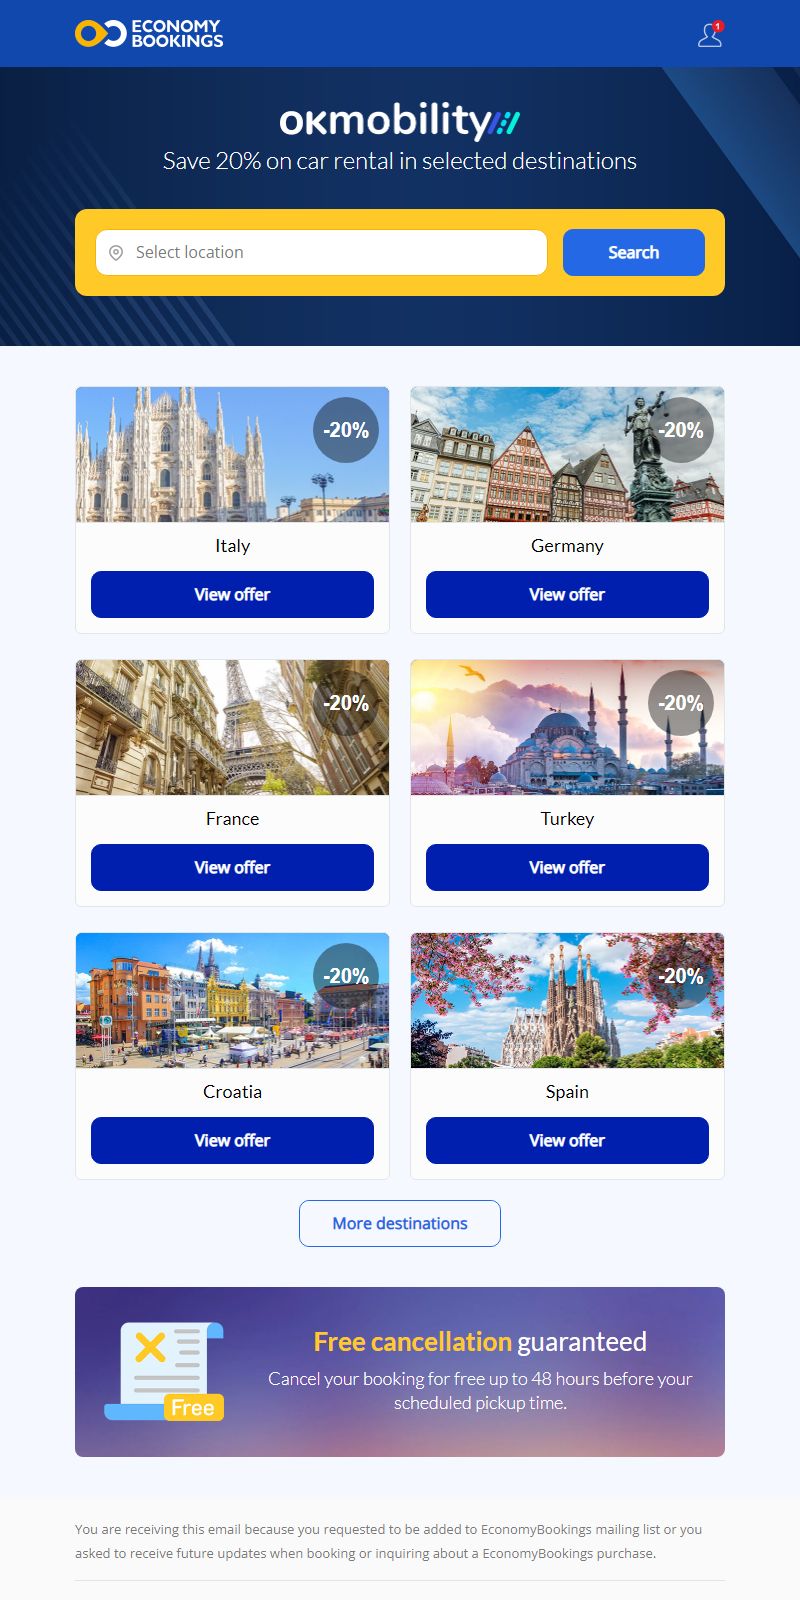 ECONOMY
BOOKINGS
1
okmobility
Save 20% on car rental in selected destinations
Select location
Search
-20%
-20%
Italy
Germany
View offer
View offer
-20%
-20%
France
Turkey
View offer
View offer
-20%
-20%
Croatia
Spain
View offer
View offer
More destinations
Free cancellation guaranteed
Cancel your booking for free up to 48 hours before your
scheduled pickup time.
Free
You are receiving this email because you requested to be added to EconomyBookings mailing list or you
asked to receive future updates when booking or inquiring about a EconomyBookings purchase.